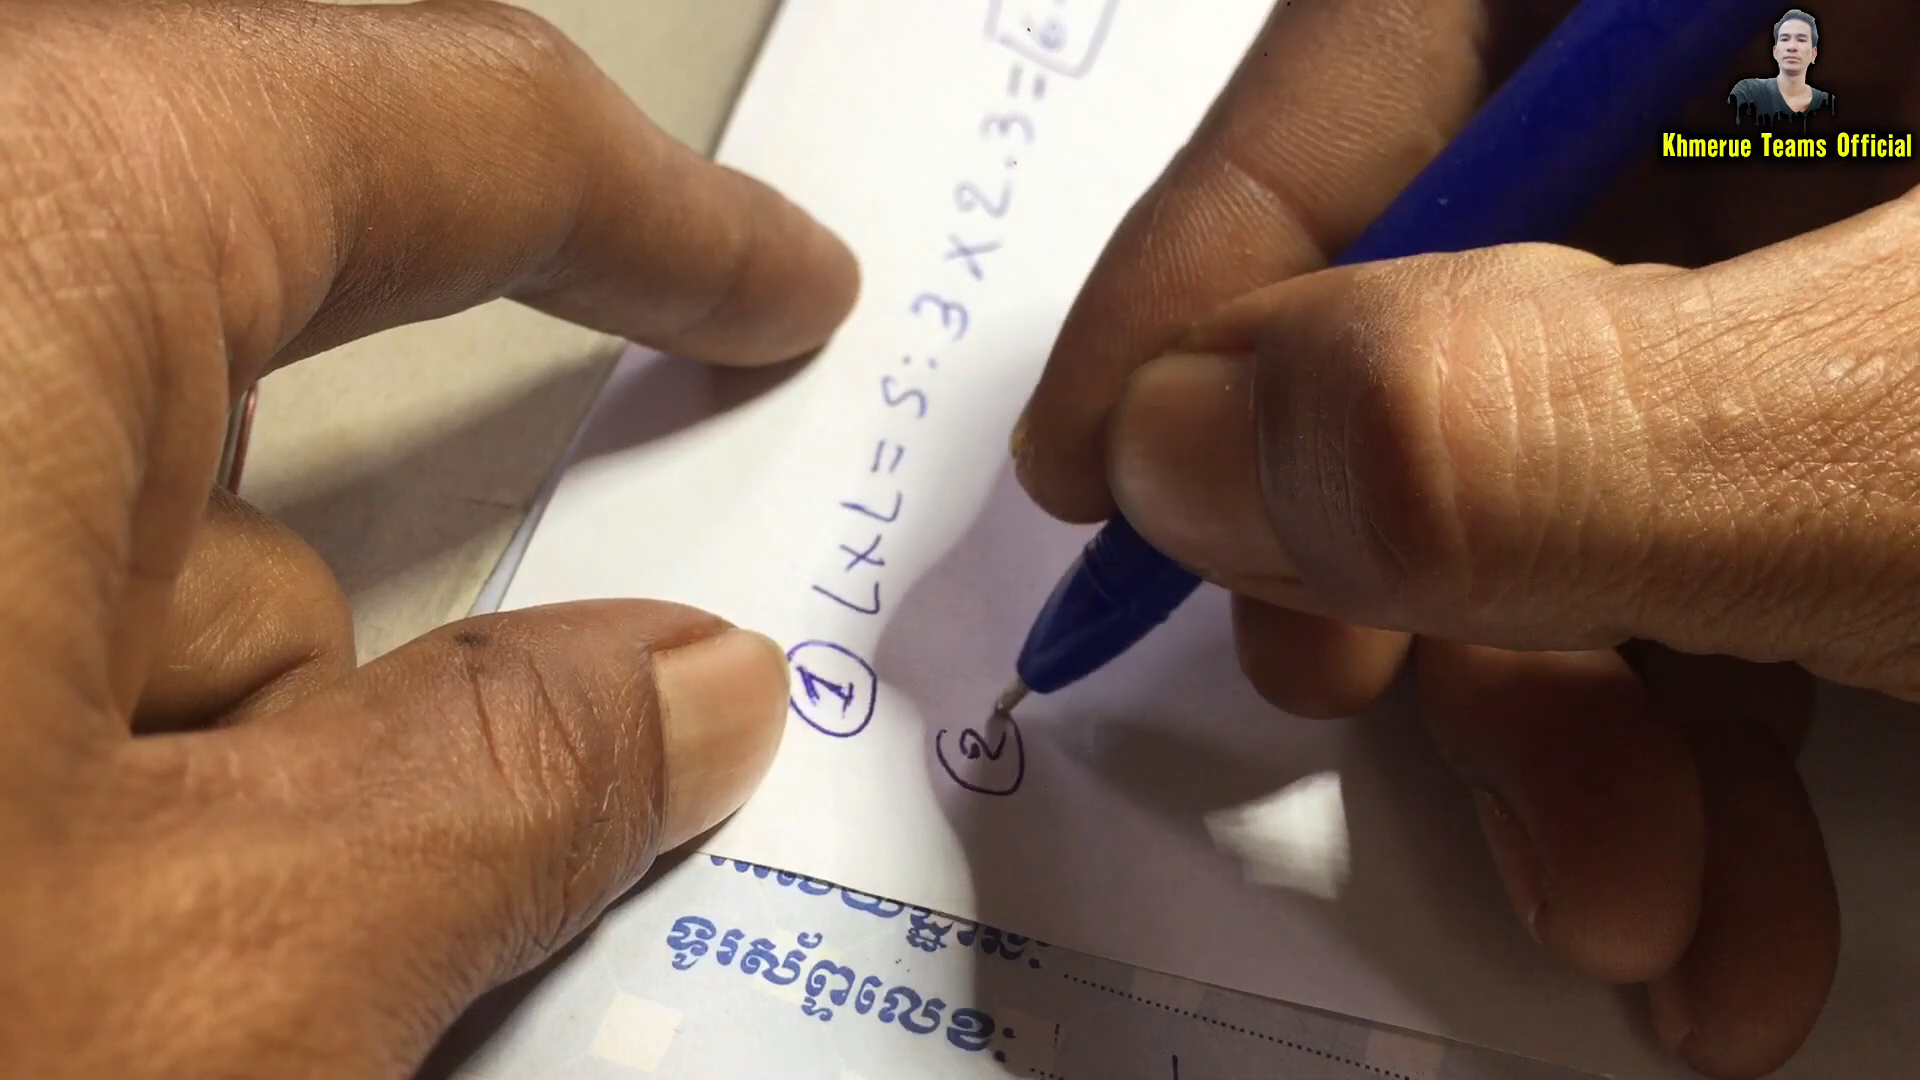 Khmerue Teams Official
① L×L = S : 3 × 2.3 =
②
ទូរស័ព្ទលេខ: